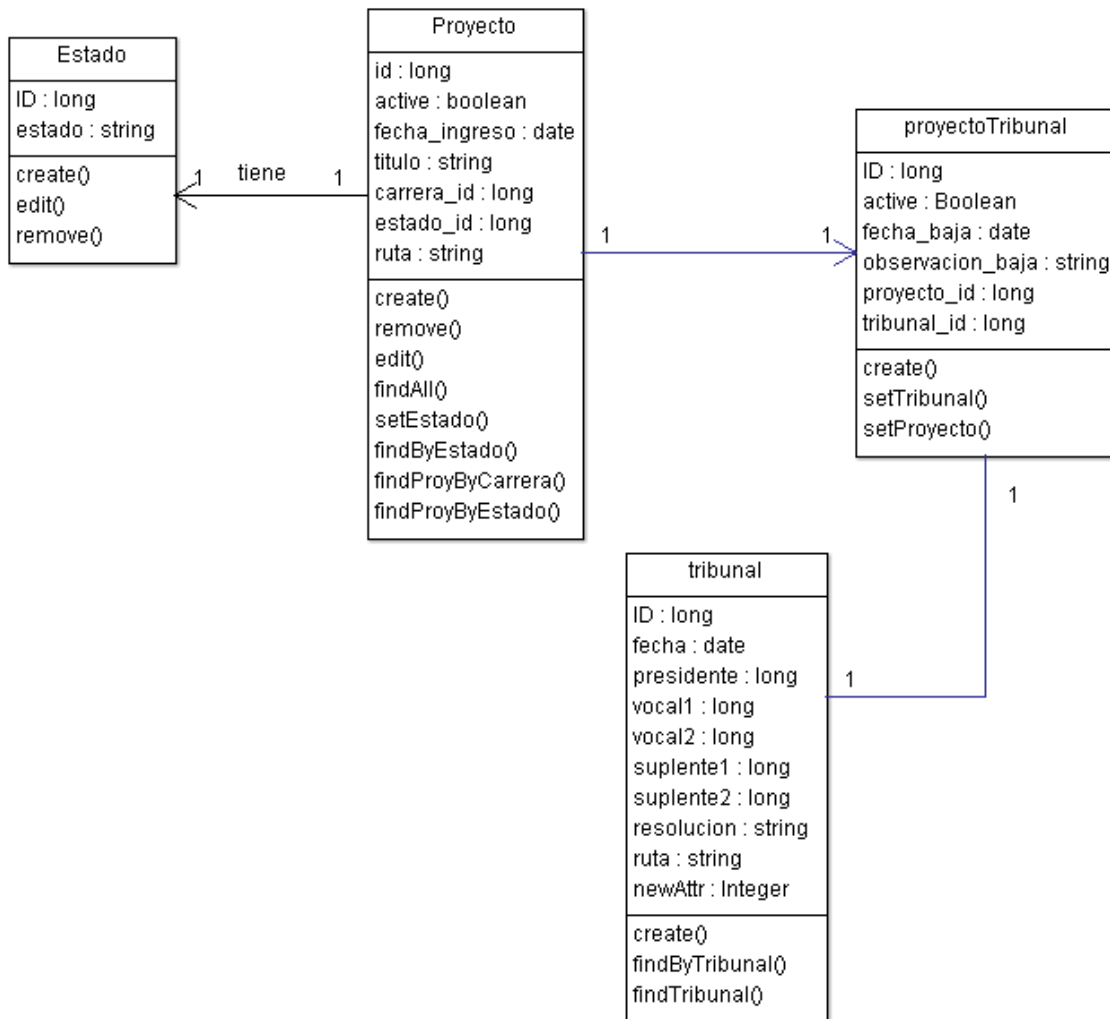 Estado
ID : long
estado : string
create()
edit()
remove()
1
tiene
1
Proyecto
id : long
active : boolean
fecha_ingreso : date
titulo : string
carrera_id : long
estado_id : long
ruta : string
create()
remove()
edit()
findAll()
setEstado()
findByEstado()
findProyByCarrera()
findProyByEstado()
1
1
proyectoTribunal
ID : long
active : Boolean
fecha_baja : date
observacion_baja : string
proyecto_id : long
tribunal_id : long
create()
setTribunal()
setProyecto()
1
1
tribunal
ID : long
fecha : date
presidente : long
vocal1 : long
vocal2 : long
suplente1 : long
suplente2 : long
resolucion : string
ruta : string
newAttr : Integer
create()
findByTribunal()
findTribunal()